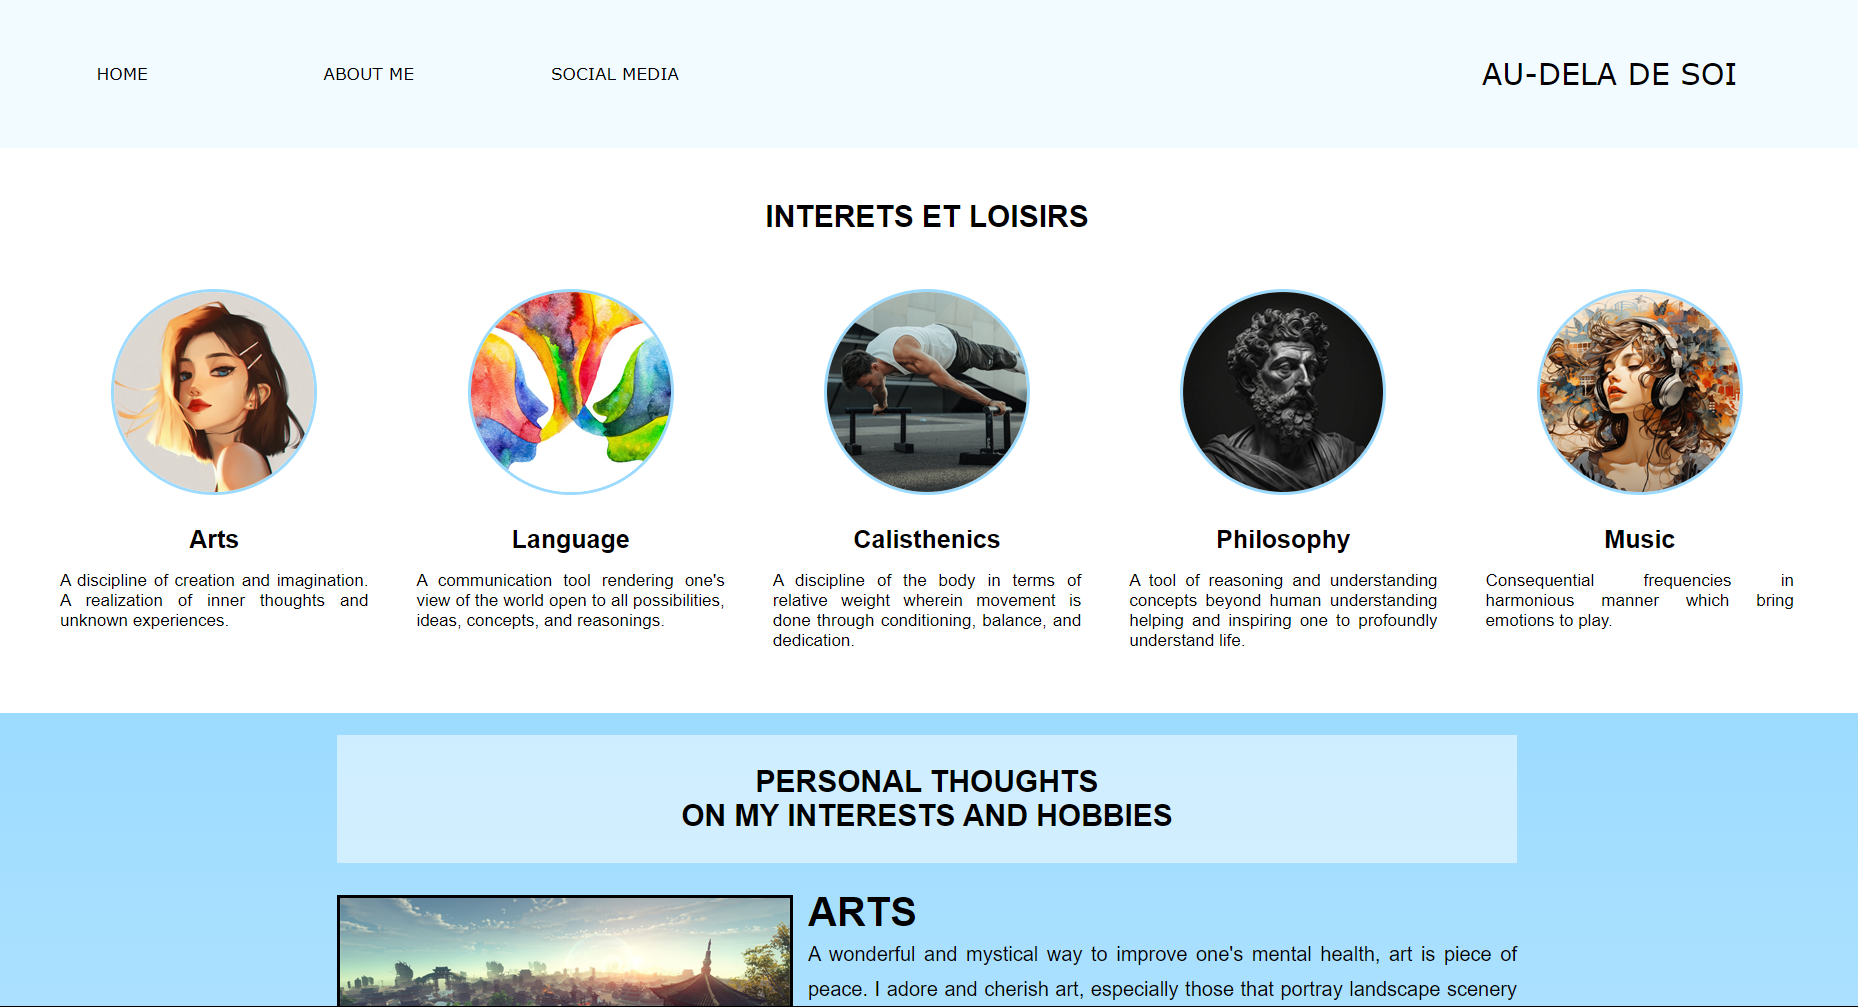 HOME
ABOUT ME
SOCIAL MEDIA
AU-DELA DE SOI
INTERETS ET LOISIRS
Arts
A discipline of creation and imagination.
A realization of inner thoughts and
unknown experiences.
Language
A communication tool rendering one's
view of the world open to all possibilities,
ideas, concepts, and reasonings.
Calisthenics
A discipline of the body in terms of
relative weight wherein movement is
done through conditioning, balance, and
dedication.
Philosophy
A tool of reasoning and understanding
concepts beyond human understanding
helping and inspiring one to profoundly
understand life.
Music
Consequential frequencies in
harmonious manner which bring
emotions to play.
PERSONAL THOUGHTS
ON MY INTERESTS AND HOBBIES
ARTS
A wonderful and mystical way to improve one's mental health, art is piece of
peace. I adore and cherish art, especially those that portray landscape scenery